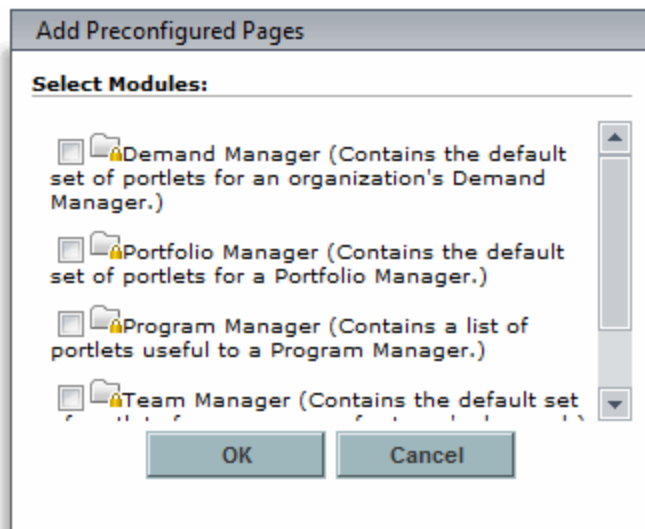 Add Preconfigured Pages
Select Modules:
Demand Manager (Contains the default
set of portlets for an organization's Demand
Manager.)
Portfolio Manager (Contains the default
set of portlets for a Portfolio Manager.)
Program Manager (Contains a list of
portlets useful to a Program Manager.)
Team Manager (Contains the default set
OK
Cancel